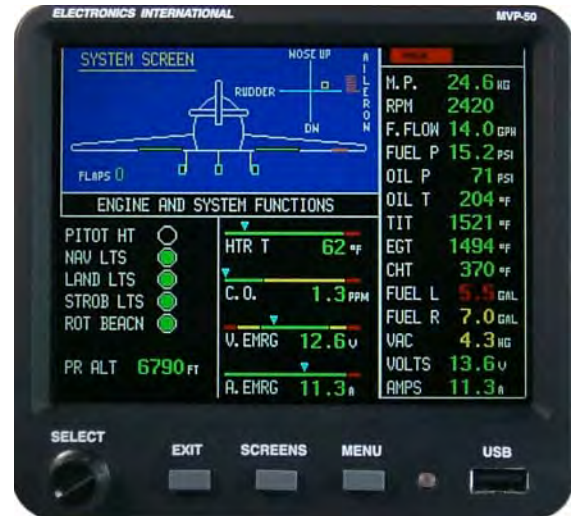 ELECTRONICS INTERNATIONAL
MVP-50
SYSTEM SCREEN
NOSE UP
AILERON
RUDDER
DN
FLAPS 0
ENGINE AND SYSTEM FUNCTIONS
PITOT HT
NAV LTS
LAND LTS
STROB LTS
ROT BEACN
PR ALT 6790 FT
HTR T 62 °F
C.O. 1.3 PPM
V.EMRG 12.6 V
A.EMRG 11.3 A
M.P. 24.6 HG
RPM 2420
F.FLOW 14.0 GPH
FUEL P 15.2 PSI
OIL P 71 PSI
OIL T 204 °F
TIT 1521 °F
EGT 1494 °F
CHT 370 °F
FUEL L 5.5 GAL
FUEL R 7.0 GAL
VAC 4.3 HG
VOLTS 13.6 V
AMPS 11.3 A
SELECT
EXIT
SCREENS
MENU
USB